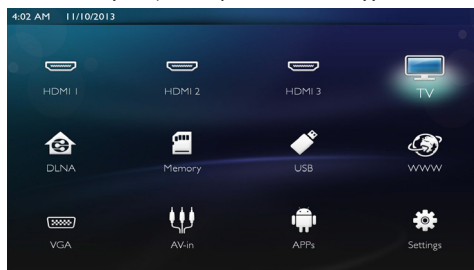 4:02 AM 11/10/2013
HDMI 1 HDMI 2 HDMI 3 TV
DLNA Memory USB WWW
VGA AV-in APPs Settings